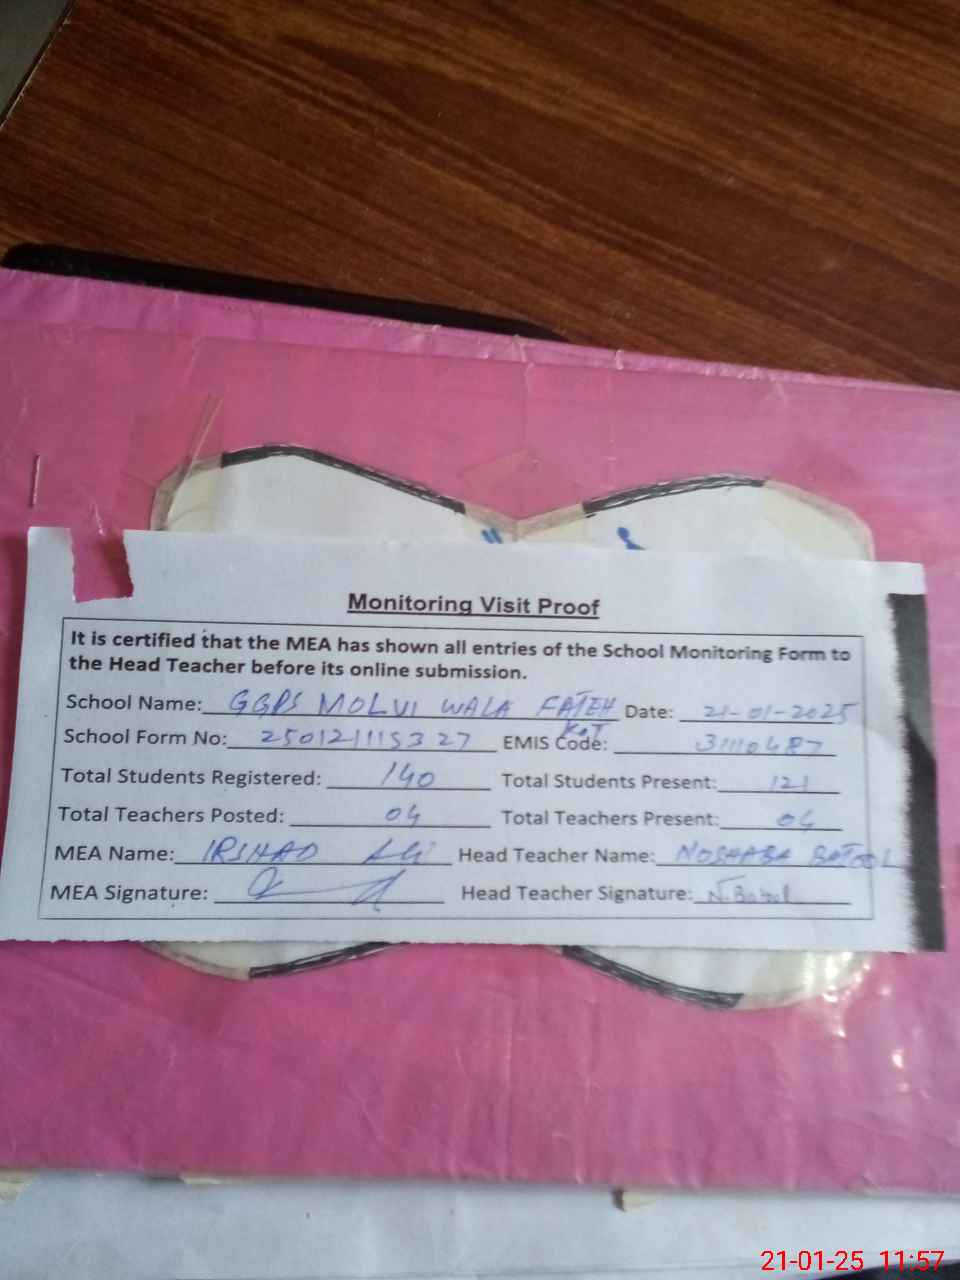 Monitoring Visit Proof
It is certified that the MEA has shown all entries of the School Monitoring Form to
the Head Teacher before its online submission.
School Name: GGPS MOLVI WALA FATEH KOT Date: 21-01-2025
School Form No: 250121115327 EMIS Code: 31110487
Total Students Registered: 140 Total Students Present: 121
Total Teachers Posted: 04 Total Teachers Present: 04
MEA Name: IRSHAD ALi Head Teacher Name: NOSHABA BATOOL
MEA Signature: Head Teacher Signature: N. Batool
21-01-25 11:57